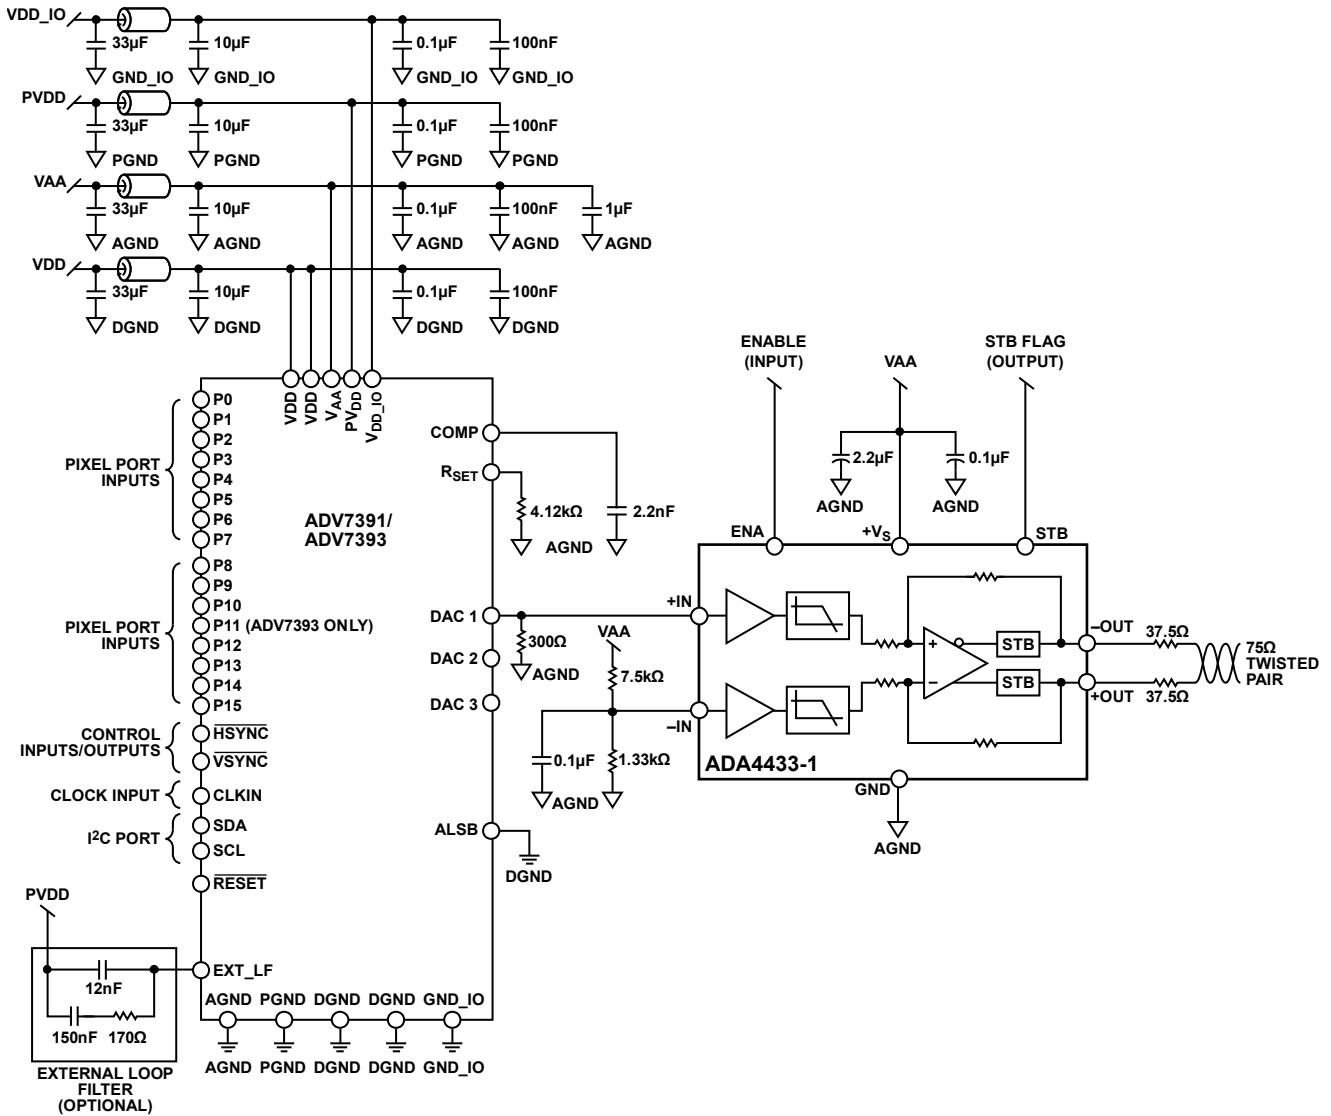 VDD_IO
33µF
10µF
0.1µF
100nF
GND_IO
GND_IO
GND_IO
GND_IO
PVDD
33µF
10µF
0.1µF
100nF
PGND
PGND
PGND
PGND
VAA
33µF
10µF
0.1µF
100nF
1µF
AGND
AGND
AGND
AGND
AGND
VDD
33µF
10µF
0.1µF
100nF
DGND
DGND
DGND
DGND
VDD
VDD
VAA
PVDD
VDD_IO
PIXEL PORT
INPUTS
P0
P1
P2
P3
P4
P5
P6
P7
PIXEL PORT
INPUTS
P8
P9
P10
P11 (ADV7393 ONLY)
P12
P13
P14
P15
CONTROL
INPUTS/OUTPUTS
HSYNC
VSYNC
CLOCK INPUT
CLKIN
I2C PORT
SDA
SCL
RESET
PVDD
EXT_LF
12nF
150nF
170Ω
EXTERNAL LOOP
FILTER
(OPTIONAL)
ADV7391/
ADV7393
COMP
RSET
4.12kΩ
2.2nF
AGND
DAC 1
DAC 2
DAC 3
300Ω
AGND
VAA
7.5kΩ
0.1µF
1.33kΩ
AGND
ALSB
DGND
AGND
PGND
DGND
DGND
GND_IO
AGND
PGND
DGND
DGND
GND_IO
ENABLE
(INPUT)
VAA
STB FLAG
(OUTPUT)
2.2µF
0.1µF
AGND
AGND
ENA
+VS
STB
+IN
–IN
+
–
STB
STB
–OUT
+OUT
37.5Ω
37.5Ω
75Ω
TWISTED
PAIR
ADA4433-1
GND
AGND